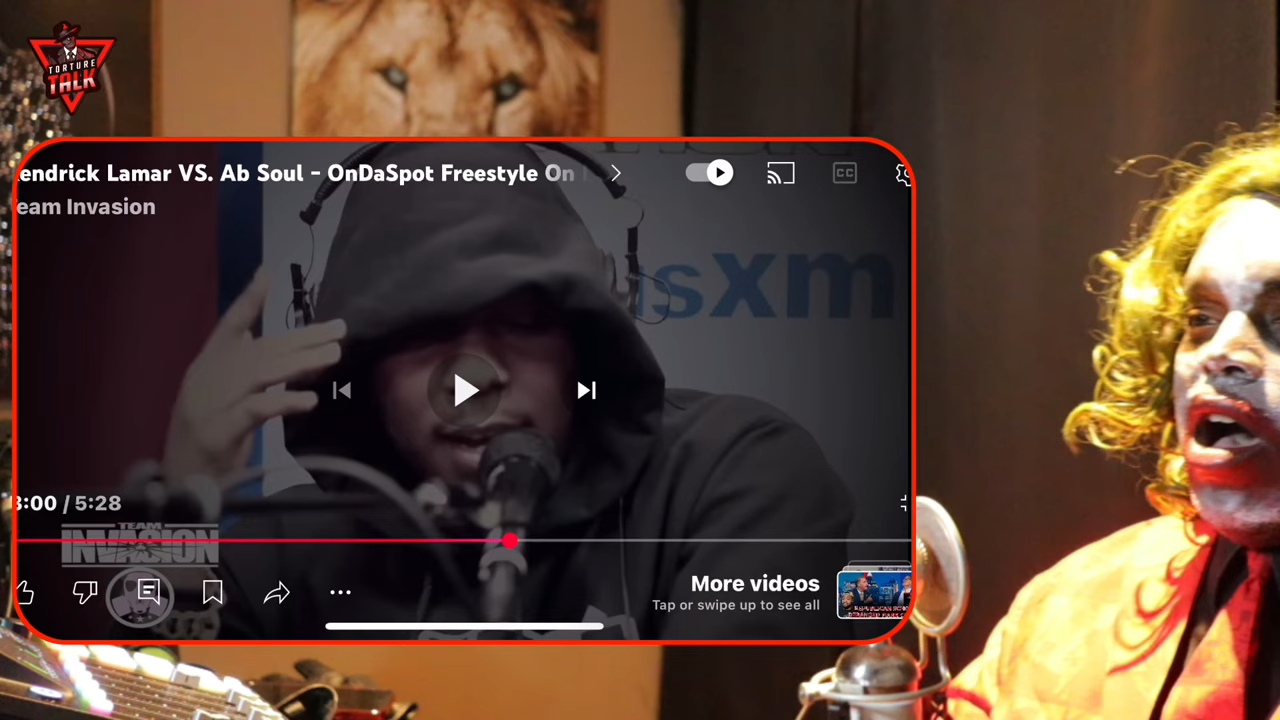 TORTURE
TALK
endrick Lamar VS. Ab Soul - OnDaSpot Freestyle On
eam Invasion
CC
sxm
3:00 / 5:28
TEAM
INVASION
More videos
Tap or swipe up to see all